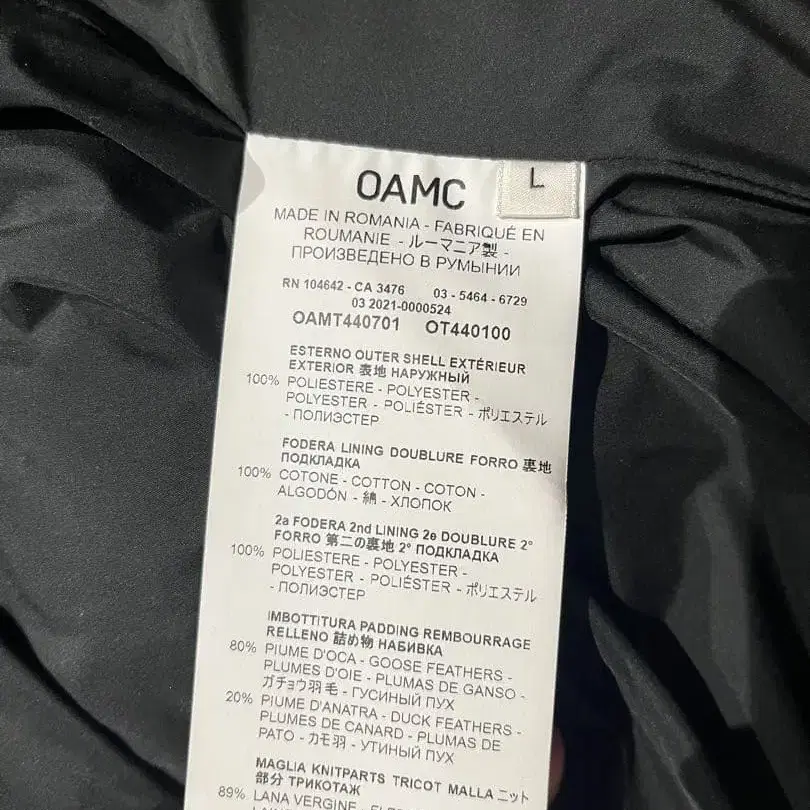 OAMC
L
MADE IN ROMANIA - FABRIQUÉ EN
ROUMANIE - ルーマニア製 -
ПРОИЗВЕДЕНО В РУМЫНИИ
RN 104642 - CA 3476 03 - 5464 - 6729
03 2021-0000524
OAMT440701 OT440100
ESTERNO OUTER SHELL EXTÉRIEUR
EXTERIOR 表地 НАРУЖНЫЙ
100% POLIESTERE - POLYESTER -
POLYESTER - POLIÉSTER - ポリエステル
- ПОЛИЭСТЕР
FODERA LINING DOUBLURE FORRO 裏地
ПОДКЛАДКА
100% COTONE - COTTON - COTON -
ALGODÓN - 綿 - ХЛОПОК
2a FODERA 2nd LINING 2e DOUBLURE 2°
FORRO 第二の裏地 2° ПОДКЛАДКА
100% POLIESTERE - POLYESTER -
POLYESTER - POLIÉSTER - ポリエステル
- ПОЛИЭСТЕР
IMBOTTITURA PADDING REMBOURRAGE
RELLENO 詰め物 НАБИВКА
80% PIUME D'OCA - GOOSE FEATHERS -
PLUMES D'OIE - PLUMAS DE GANSO -
ガチョウ羽毛 - ГУСИНЫЙ ПУХ
20% PIUME D'ANATRA - DUCK FEATHERS -
PLUMES DE CANARD - PLUMAS DE
PATO - カモ羽 - УТИНЫЙ ПУХ
MAGLIA KNITPARTS TRICOT MALLA ニット
部分 ТРИКОТАЖ
89% LANA VERGINE -